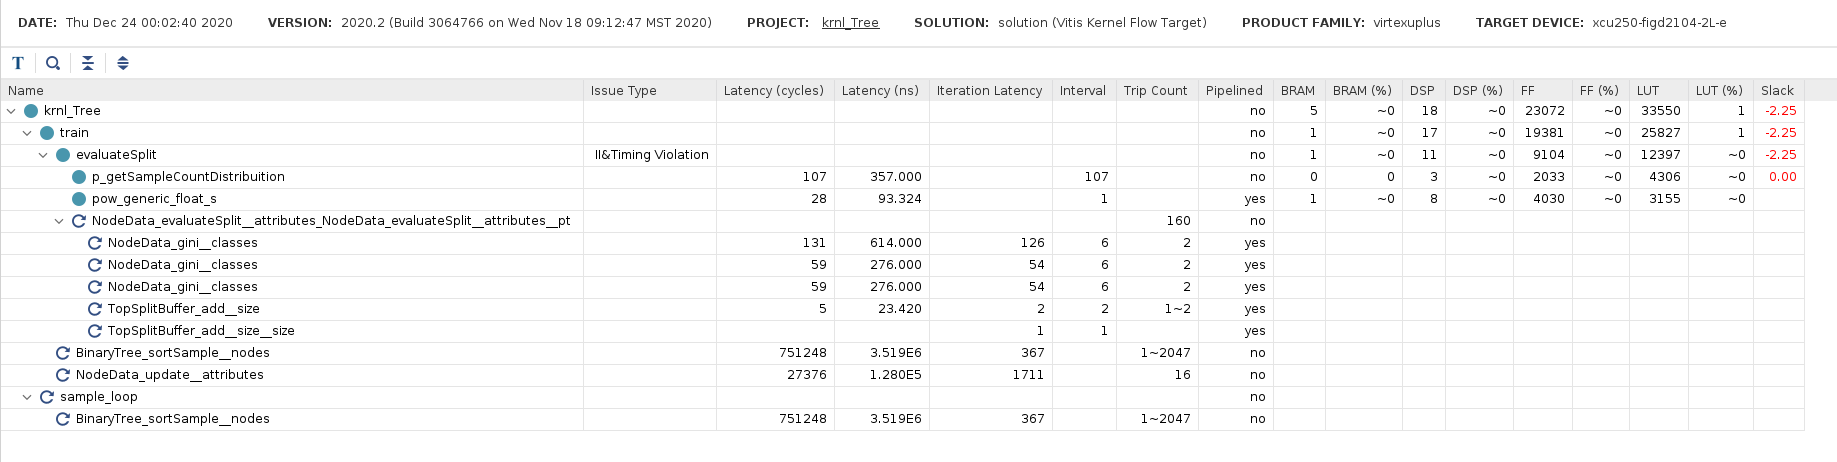 DATE: Thu Dec 24 00:02:40 2020 VERSION: 2020.2 (Build 3064766 on Wed Nov 18 09:12:47 MST 2020) PROJECT: krnl_Tree SOLUTION: solution (Vitis Kernel Flow Target) PRODUCT FAMILY: virtexuplus TARGET DEVICE: xcu250-figd2104-2L-e
T
Name Issue Type Latency (cycles) Latency (ns) Iteration Latency Interval Trip Count Pipelined BRAM BRAM (%) DSP DSP (%) FF FF (%) LUT LUT (%) Slack
krnl_Tree no 5 ~0 18 ~0 23072 ~0 33550 1 -2.25
train no 1 ~0 17 ~0 19381 ~0 25827 1 -2.25
evaluateSplit II&Timing Violation no 1 ~0 11 ~0 9104 ~0 12397 ~0 -2.25
p_getSampleCountDistribuition 107 357.000 107 no 0 0 3 ~0 2033 ~0 4306 ~0 0.00
pow_generic_float_s 28 93.324 1 yes 1 ~0 8 ~0 4030 ~0 3155 ~0
NodeData_evaluateSplit__attributes_NodeData_evaluateSplit__attributes__pt 160 no
NodeData_gini__classes 131 614.000 126 6 2 yes
NodeData_gini__classes 59 276.000 54 6 2 yes
NodeData_gini__classes 59 276.000 54 6 2 yes
TopSplitBuffer_add__size 5 23.420 2 2 1~2 yes
TopSplitBuffer_add__size__size 1 1 yes
BinaryTree_sortSample__nodes 751248 3.519E6 367 1~2047 no
NodeData_update__attributes 27376 1.280E5 1711 16 no
sample_loop no
BinaryTree_sortSample__nodes 751248 3.519E6 367 1~2047 no